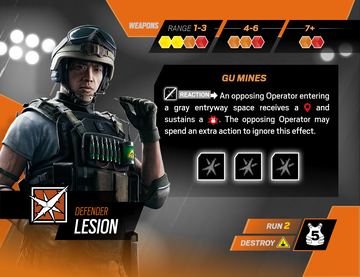 WEAPONS RANGE 1-3 4-6 7+
GU MINES
REACTION An opposing Operator entering
a gray entryway space receives a and
sustains a . The opposing Operator may
spend an extra action to ignore this effect.
DEFENDER
LESION
RUN 2
DESTROY
5